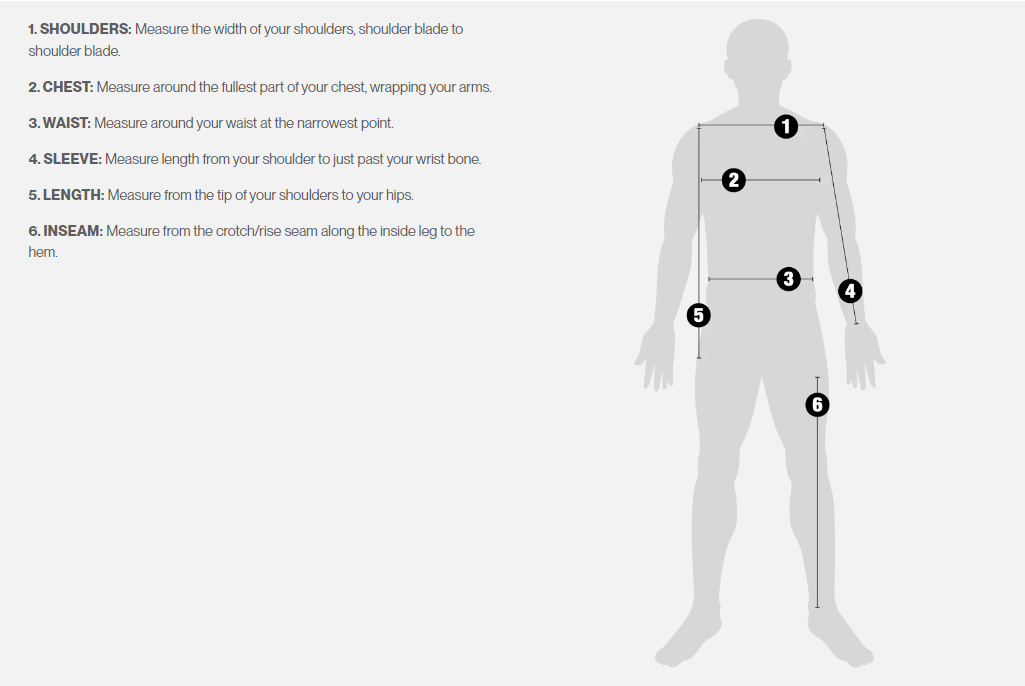 1. SHOULDERS: Measure the width of your shoulders, shoulder blade to
shoulder blade.
2. CHEST: Measure around the fullest part of your chest, wrapping your arms.
3. WAIST: Measure around your waist at the narrowest point.
4. SLEEVE: Measure length from your shoulder to just past your wrist bone.
5. LENGTH: Measure from the tip of your shoulders to your hips.
6. INSEAM: Measure from the crotch/rise seam along the inside leg to the
hem.
1
2
3
4
5
6